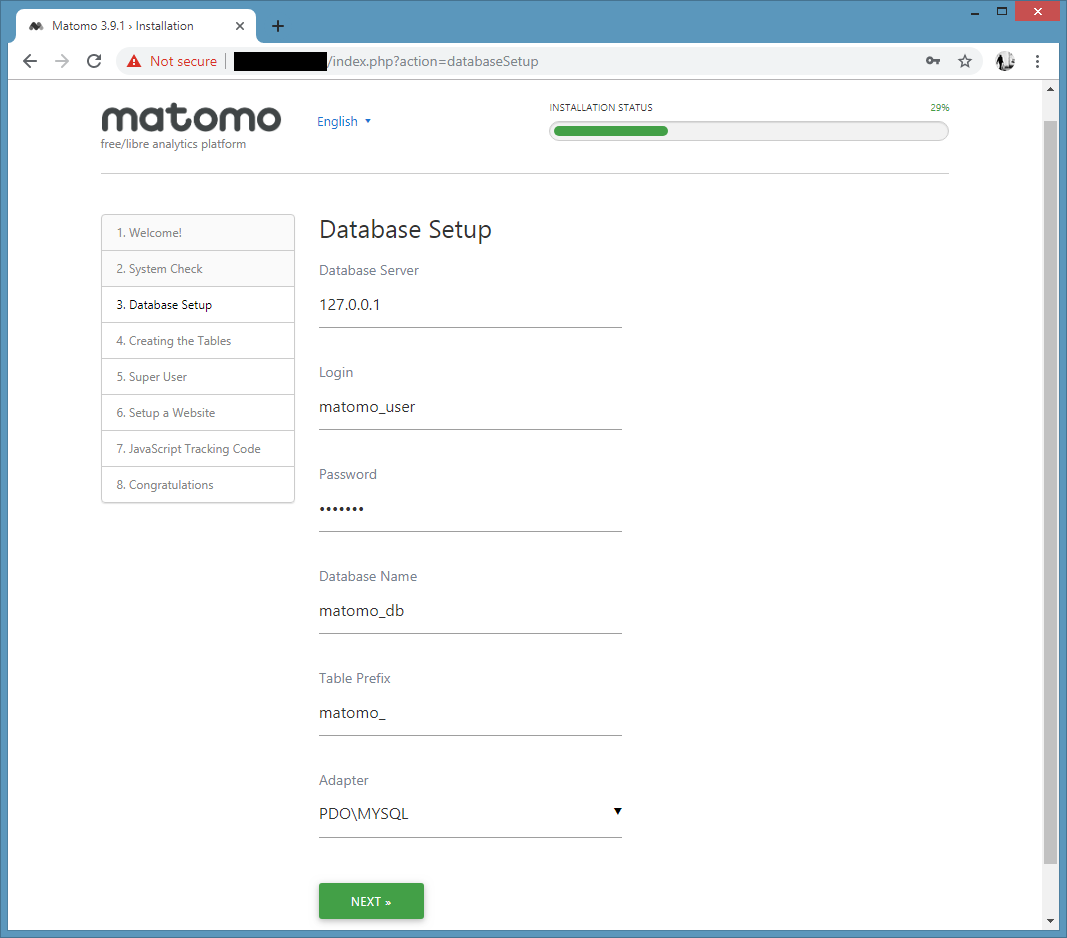 Matomo 3.9.1 › Installation
Not secure
/index.php?action=databaseSetup
matomo
free/libre analytics platform
English
INSTALLATION STATUS 29%
1. Welcome!
2. System Check
3. Database Setup
4. Creating the Tables
5. Super User
6. Setup a Website
7. JavaScript Tracking Code
8. Congratulations
Database Setup
Database Server
127.0.0.1
Login
matomo_user
Password
•••••••
Database Name
matomo_db
Table Prefix
matomo_
Adapter
PDO\MYSQL
NEXT »